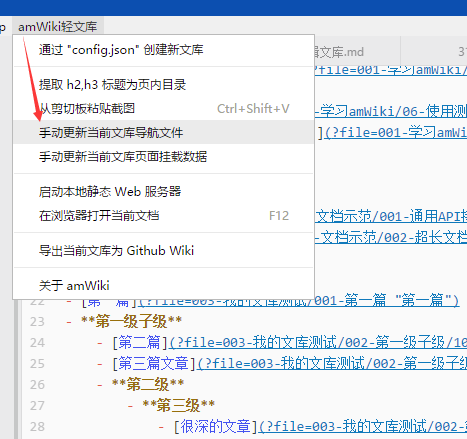 p amWiki轻文库
通过 "config.json" 创建新文库
辑文库.md
提取 h2,h3 标题为页内目录
(?file=001-学习amWiki/
从剪切板粘贴截图 Ctrl+Shift+V
-学习amWiki/06-使用测
手动更新当前文库导航文件
](?file=001-学习amWi
手动更新当前文库页面挂载数据
启动本地静态 Web 服务器
在浏览器打开当前文档 F12
文档示范/001-通用API接
-文档示范/002-超长文档
导出当前文库为 Github Wiki
关于 amWiki
22 - [第一篇](?file=003-我的文库测试/001-第一篇 "第一篇")
23 - **第一级子级**
24 - [第二篇](?file=003-我的文库测试/002-第一级子级/10
25 - [第三篇文章](?file=003-我的文库测试/002-第一级子
26 - **第二级**
27 - **第三级**
28 - [很深的文章](?file=003-我的文库测试/002-